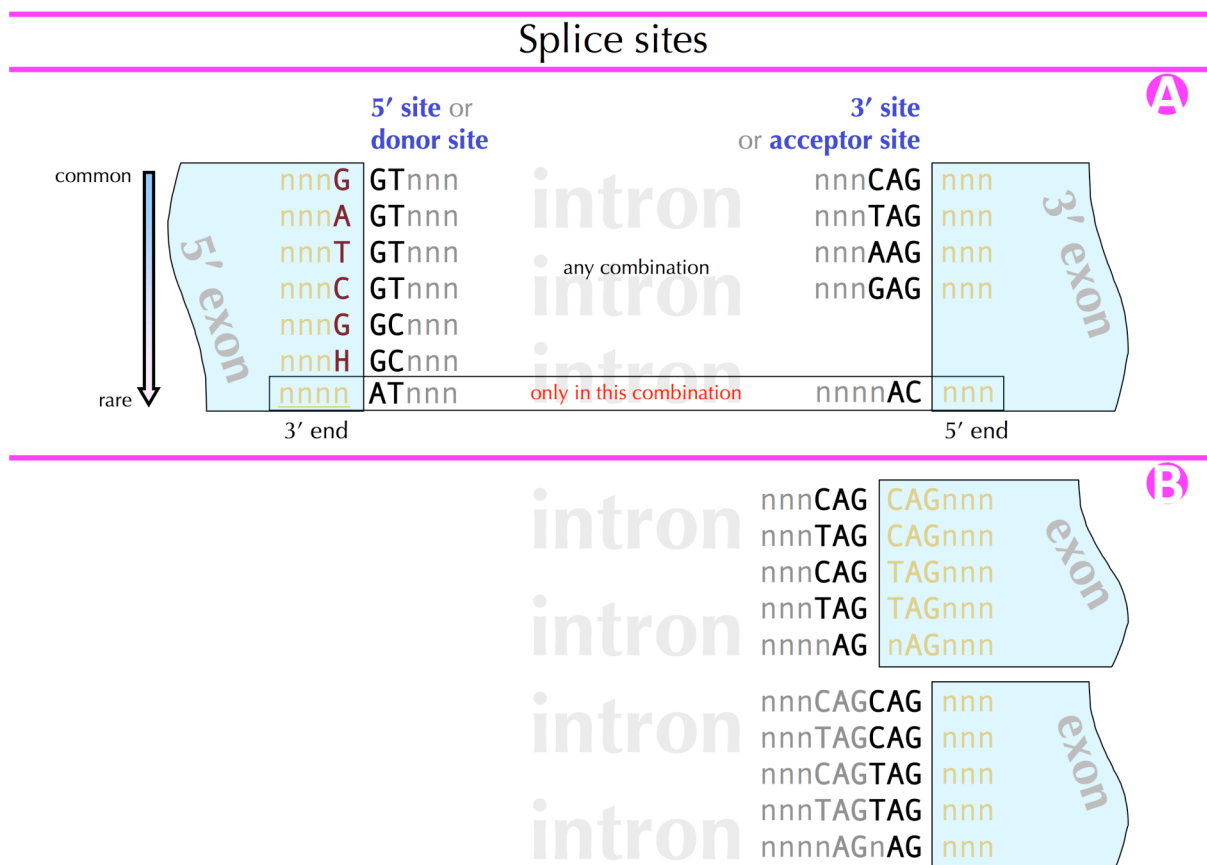 Splice sites
A
5′ site or
donor site
3′ site
or acceptor site
common
rare
5′ exon
3′ exon
nnnG GTnnn intron nnnCAG nnn
nnnA GTnnn nnnTAG nnn
nnnT GTnnn any combination nnnAAG nnn
nnnC GTnnn intron nnnGAG nnn
nnnG GCnnn
nnnH GCnnn intron
nnnn ATnnn only in this combination nnnnAC nnn
3′ end 5′ end
B
intron nnnCAG CAGnnn exon
nnnTAG CAGnnn
nnnCAG TAGnnn
intron nnnTAG TAGnnn
nnnnAG nAGnnn
intron nnnCAGCAG nnn exon
nnnTAGCAG nnn
nnnCAGTAG nnn
intron nnnTAGTAG nnn
nnnnAGnAG nnn